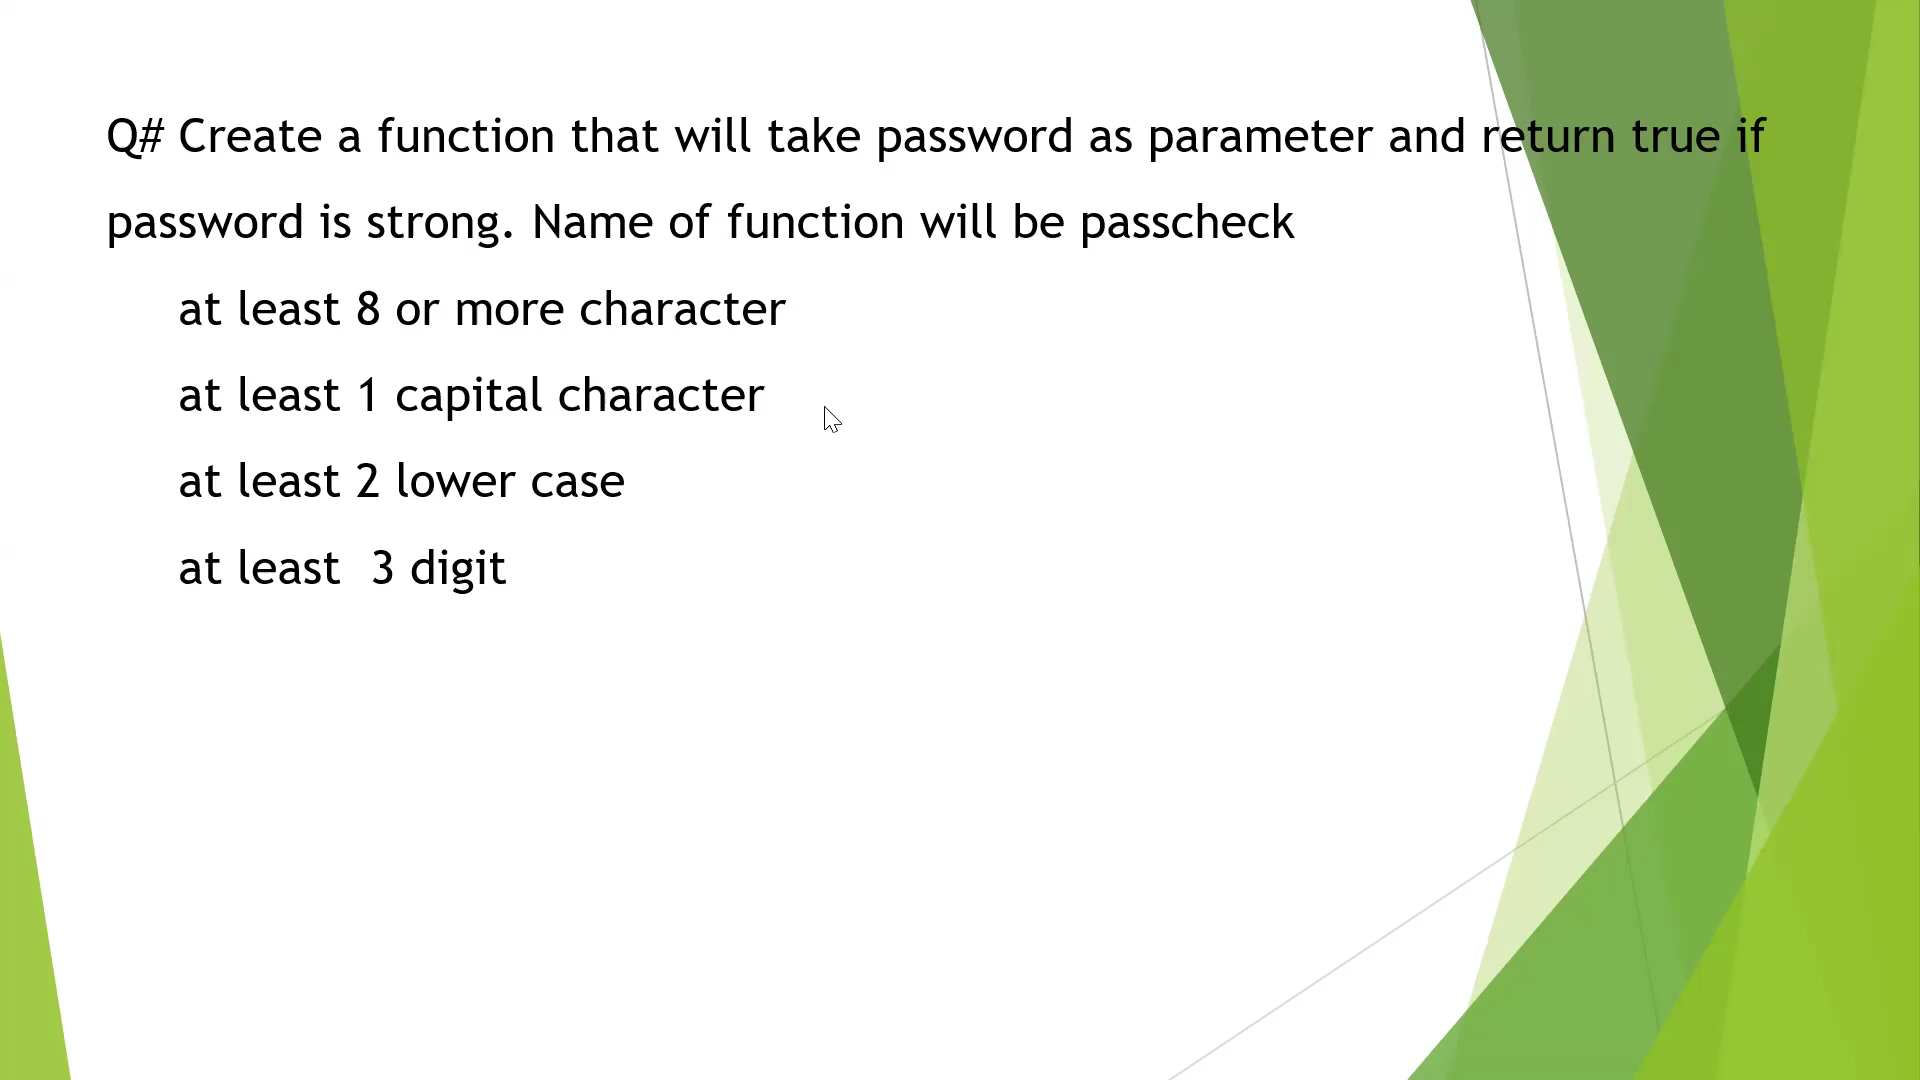 Q# Create a function that will take password as parameter and return true if
password is strong. Name of function will be passcheck
at least 8 or more character
at least 1 capital character
at least 2 lower case
at least  3 digit